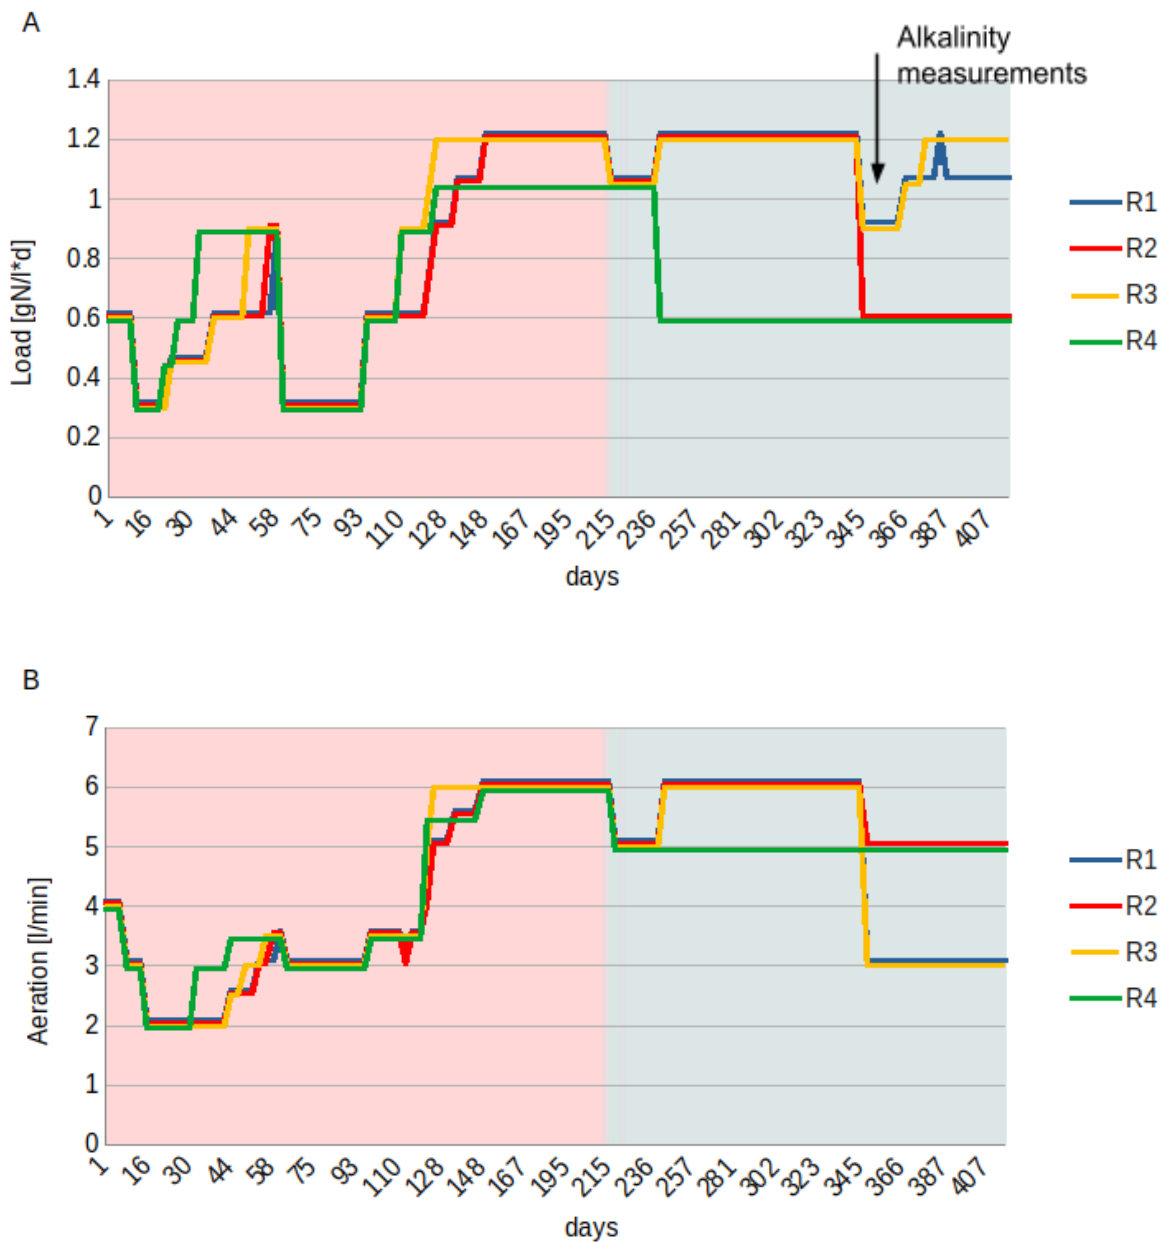 A
Alkalinity
measurements
Load [gN/l*d]
1.4
1.2
1
0.8
0.6
0.4
0.2
0
1 16 30 44 58 75 93 110 128 148 167 195 215 236 257 281 302 323 345 366 387 407
days
R1
R2
R3
R4
B
Aeration [l/min]
7
6
5
4
3
2
1
0
1 16 30 44 58 75 93 110 128 148 167 195 215 236 257 281 302 323 345 366 387 407
days
R1
R2
R3
R4